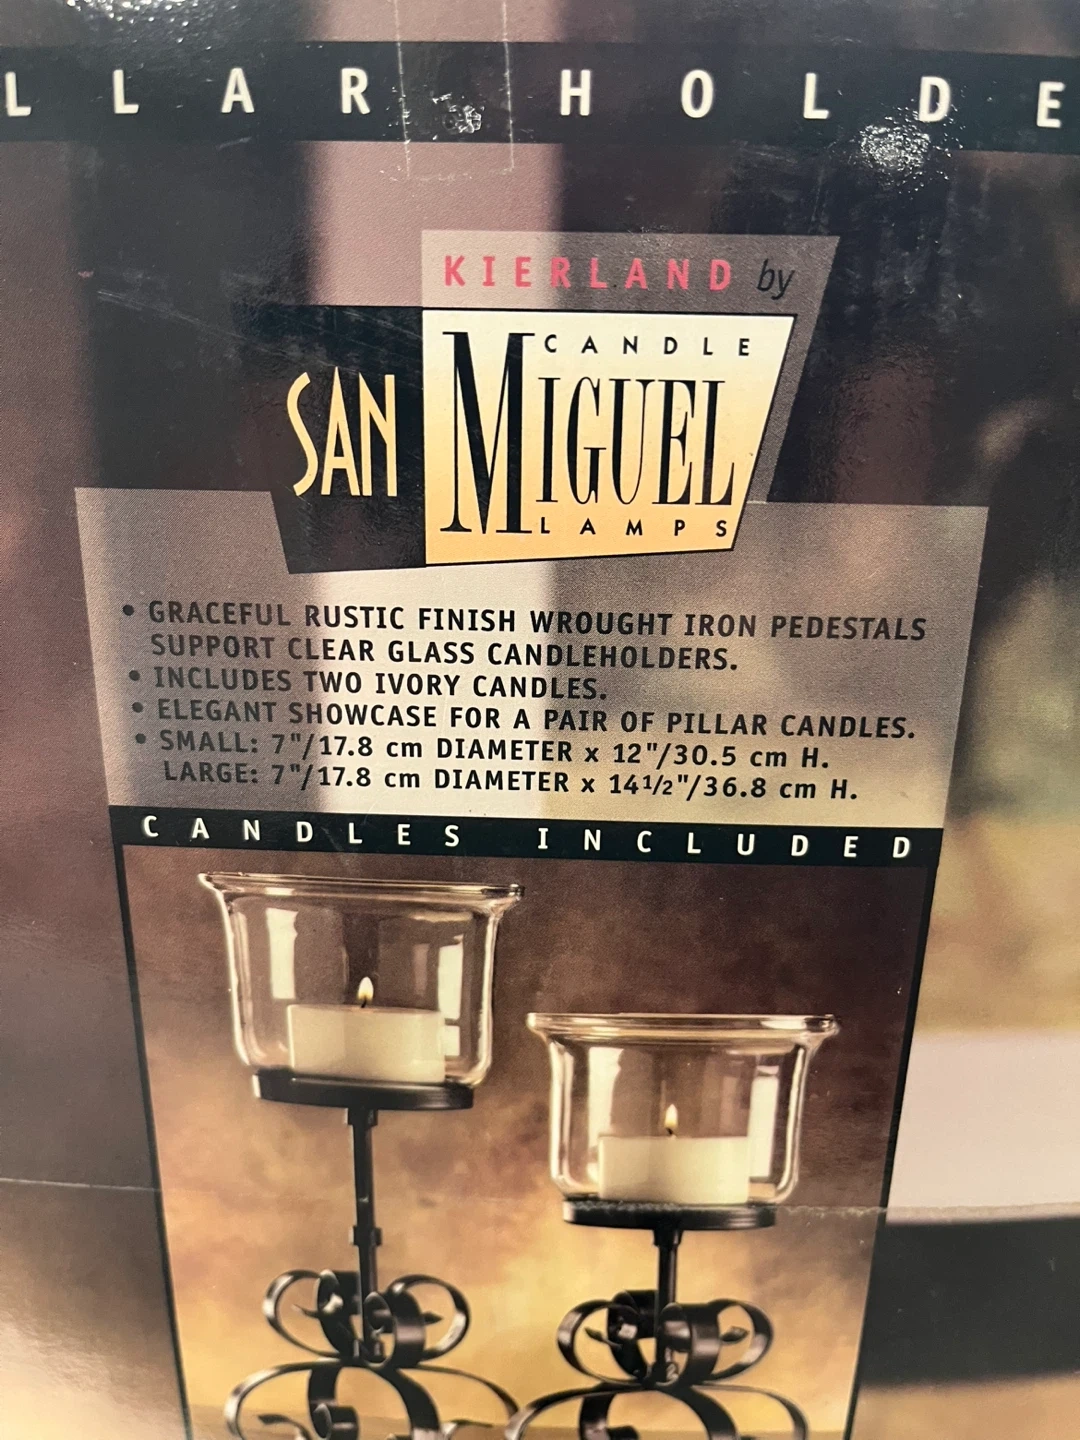 LLAR HOLDE
KIERLAND by
CANDLE
SAN MIGUEL
LAMPS
• GRACEFUL RUSTIC FINISH WROUGHT IRON PEDESTALS
SUPPORT CLEAR GLASS CANDLEHOLDERS.
• INCLUDES TWO IVORY CANDLES.
• ELEGANT SHOWCASE FOR A PAIR OF PILLAR CANDLES.
• SMALL: 7"/17.8 cm DIAMETER x 12"/30.5 cm H.
LARGE: 7"/17.8 cm DIAMETER x 14 1/2"/36.8 cm H.
CANDLES INCLUDED